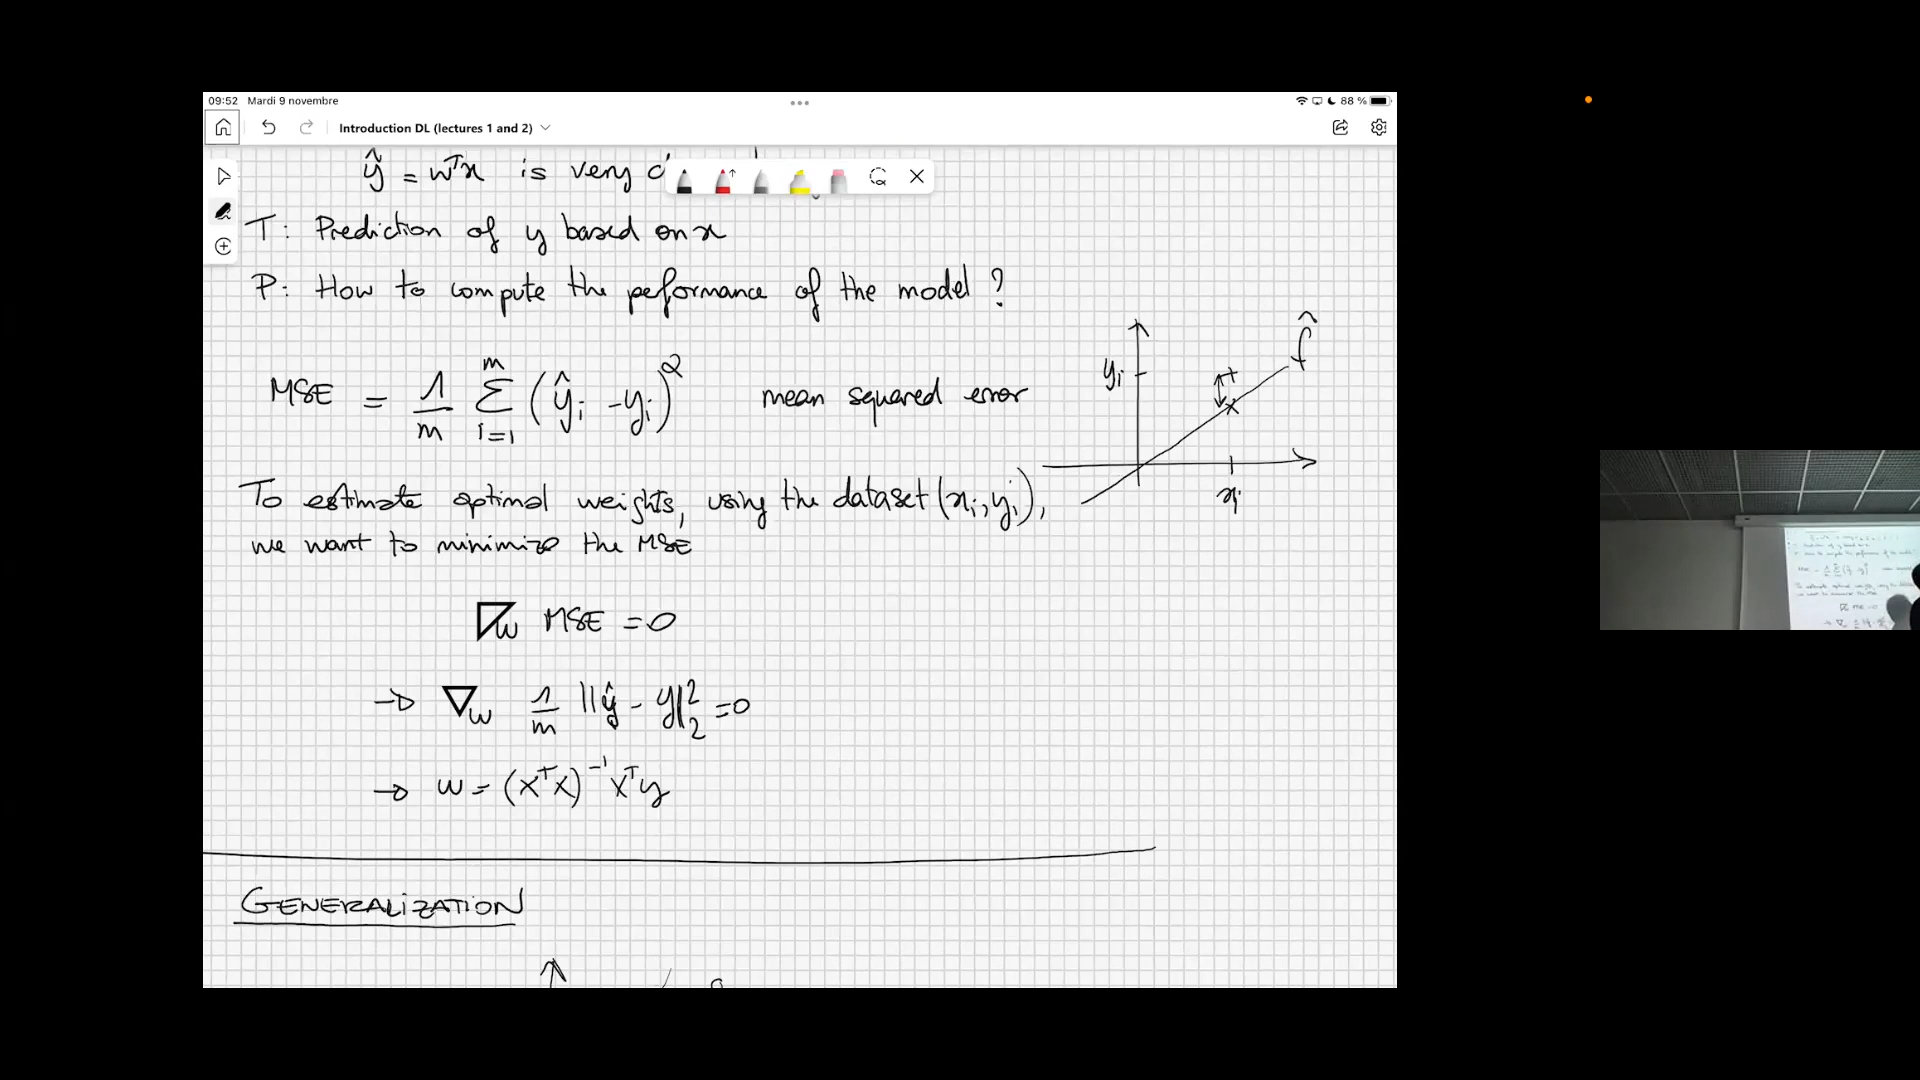 09:52 Mardi 9 novembre 88 %
Introduction DL (lectures 1 and 2)
ŷ = wᵀx is very
T: Prediction of y based on x
P: How to compute the peformance of the model ?
MSE = 1/m Σ_{i=1}^{m} (ŷᵢ - yᵢ)² mean squared error
yᵢ
f̂
xᵢ
To estimate optimal weights, using the dataset (xᵢ, yᵢ),
we want to minimize the MSE
∇w MSE = 0
→ ∇w 1/m ||ŷ - y||₂² = 0
→ w = (XᵀX)⁻¹ Xᵀy
GENERALIZATION